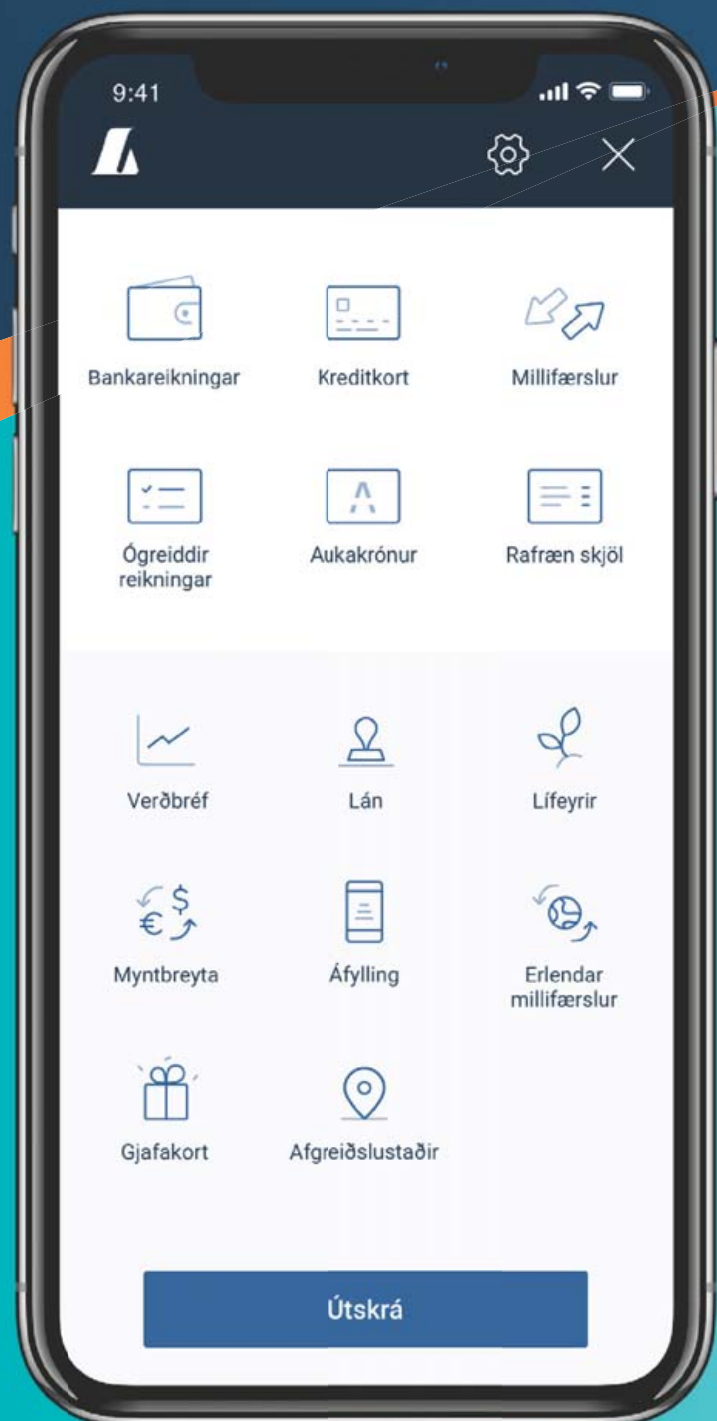 9:41
Bankareikningar
Kreditkort
Millifærslur
Ógreiddir
reikningar
Aukakrónur
Rafræn skjöl
Verðbréf
Lán
Lífeyrir
€ $
Myntbreyta
Áfylling
Erlendar
millifærslur
Gjafakort
Afgreiðslustaðir
Útskrá